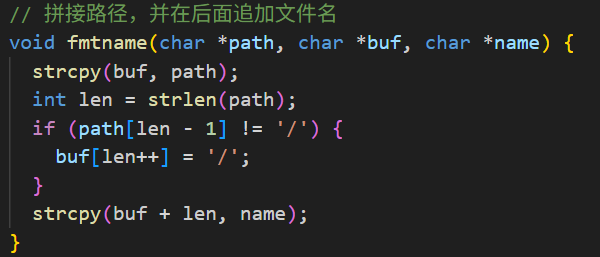 // 拼接路径，并在后面追加文件名
void fmtname(char *path, char *buf, char *name) {
  strcpy(buf, path);
  int len = strlen(path);
  if (path[len - 1] != '/') {
    buf[len++] = '/';
  }
  strcpy(buf + len, name);
}